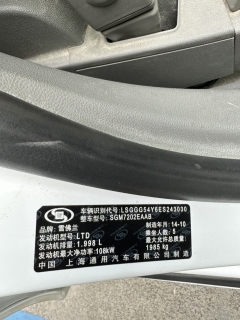 车辆识别代号: LSGGG54Y6ES243030
整车型号: SGM7202EAAB
品牌: 雪佛兰
发动机型号: LTD
发动机排量: 1.998 L
发动机最大净功率: 108kW
制造年月: 14-10
乘坐人数: 5
最大允许总质量: 1985 kg
中国 上海通用汽车有限公司制造